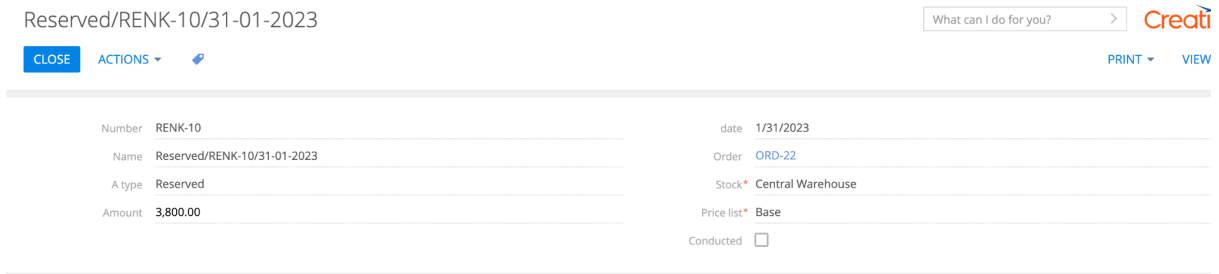 Reserved/RENK-10/31-01-2023
What can I do for you?
CLOSE ACTIONS
PRINT VIEW
Number RENK-10
Name Reserved/RENK-10/31-01-2023
A type Reserved
Amount 3,800.00
date 1/31/2023
Order ORD-22
Stock* Central Warehouse
Price list* Base
Conducted